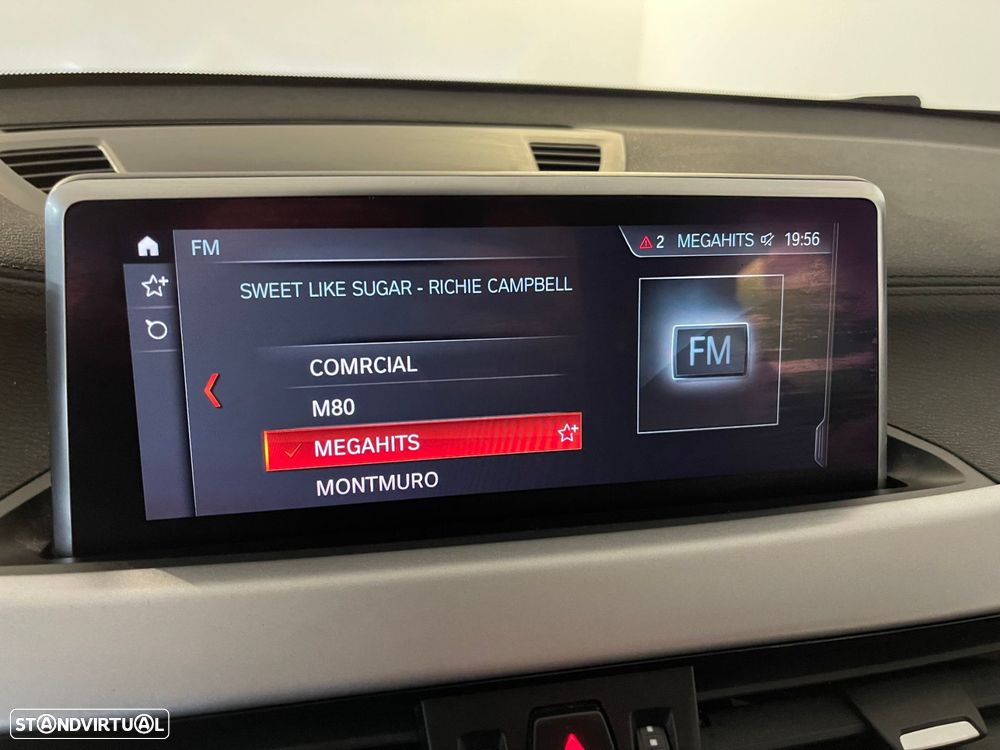 FM
2 MEGAHITS 19:56
SWEET LIKE SUGAR - RICHIE CAMPBELL
COMRCIAL
M80
MEGAHITS
MONTMURO
FM
STANDVIRTUAL